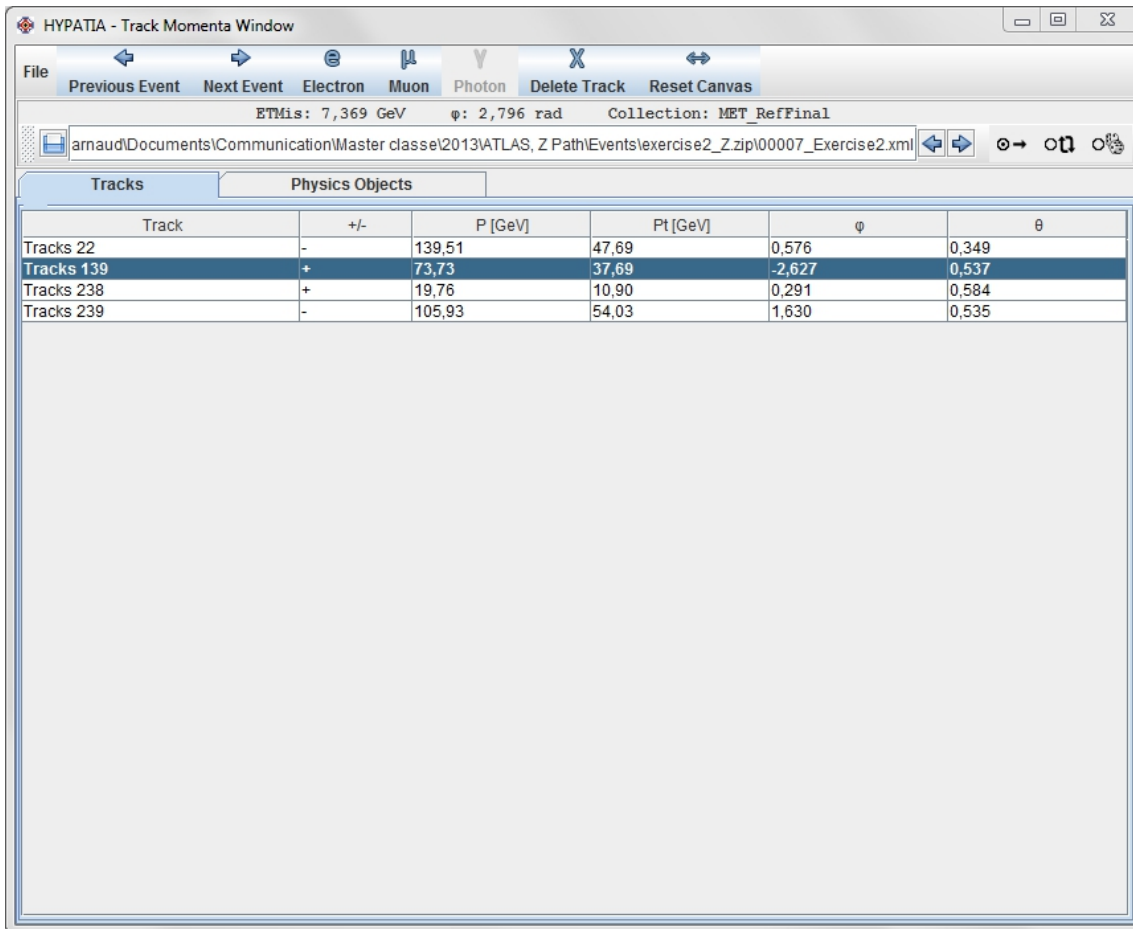 HYPATIA - Track Momenta Window
File Previous Event Next Event Electron Muon Photon Delete Track Reset Canvas
ETMis: 7,369 GeV φ: 2,796 rad Collection: MET_RefFinal
arnaud\Documents\Communication\Master classe\2013\ATLAS, Z Path\Events\exercise2_Z.zip\00007_Exercise2.xml
Tracks Physics Objects
Track +/- P [GeV] Pt [GeV] φ θ
Tracks 22 - 139,51 47,69 0,576 0,349
Tracks 139 + 73,73 37,69 -2,627 0,537
Tracks 238 + 19,76 10,90 0,291 0,584
Tracks 239 - 105,93 54,03 1,630 0,535